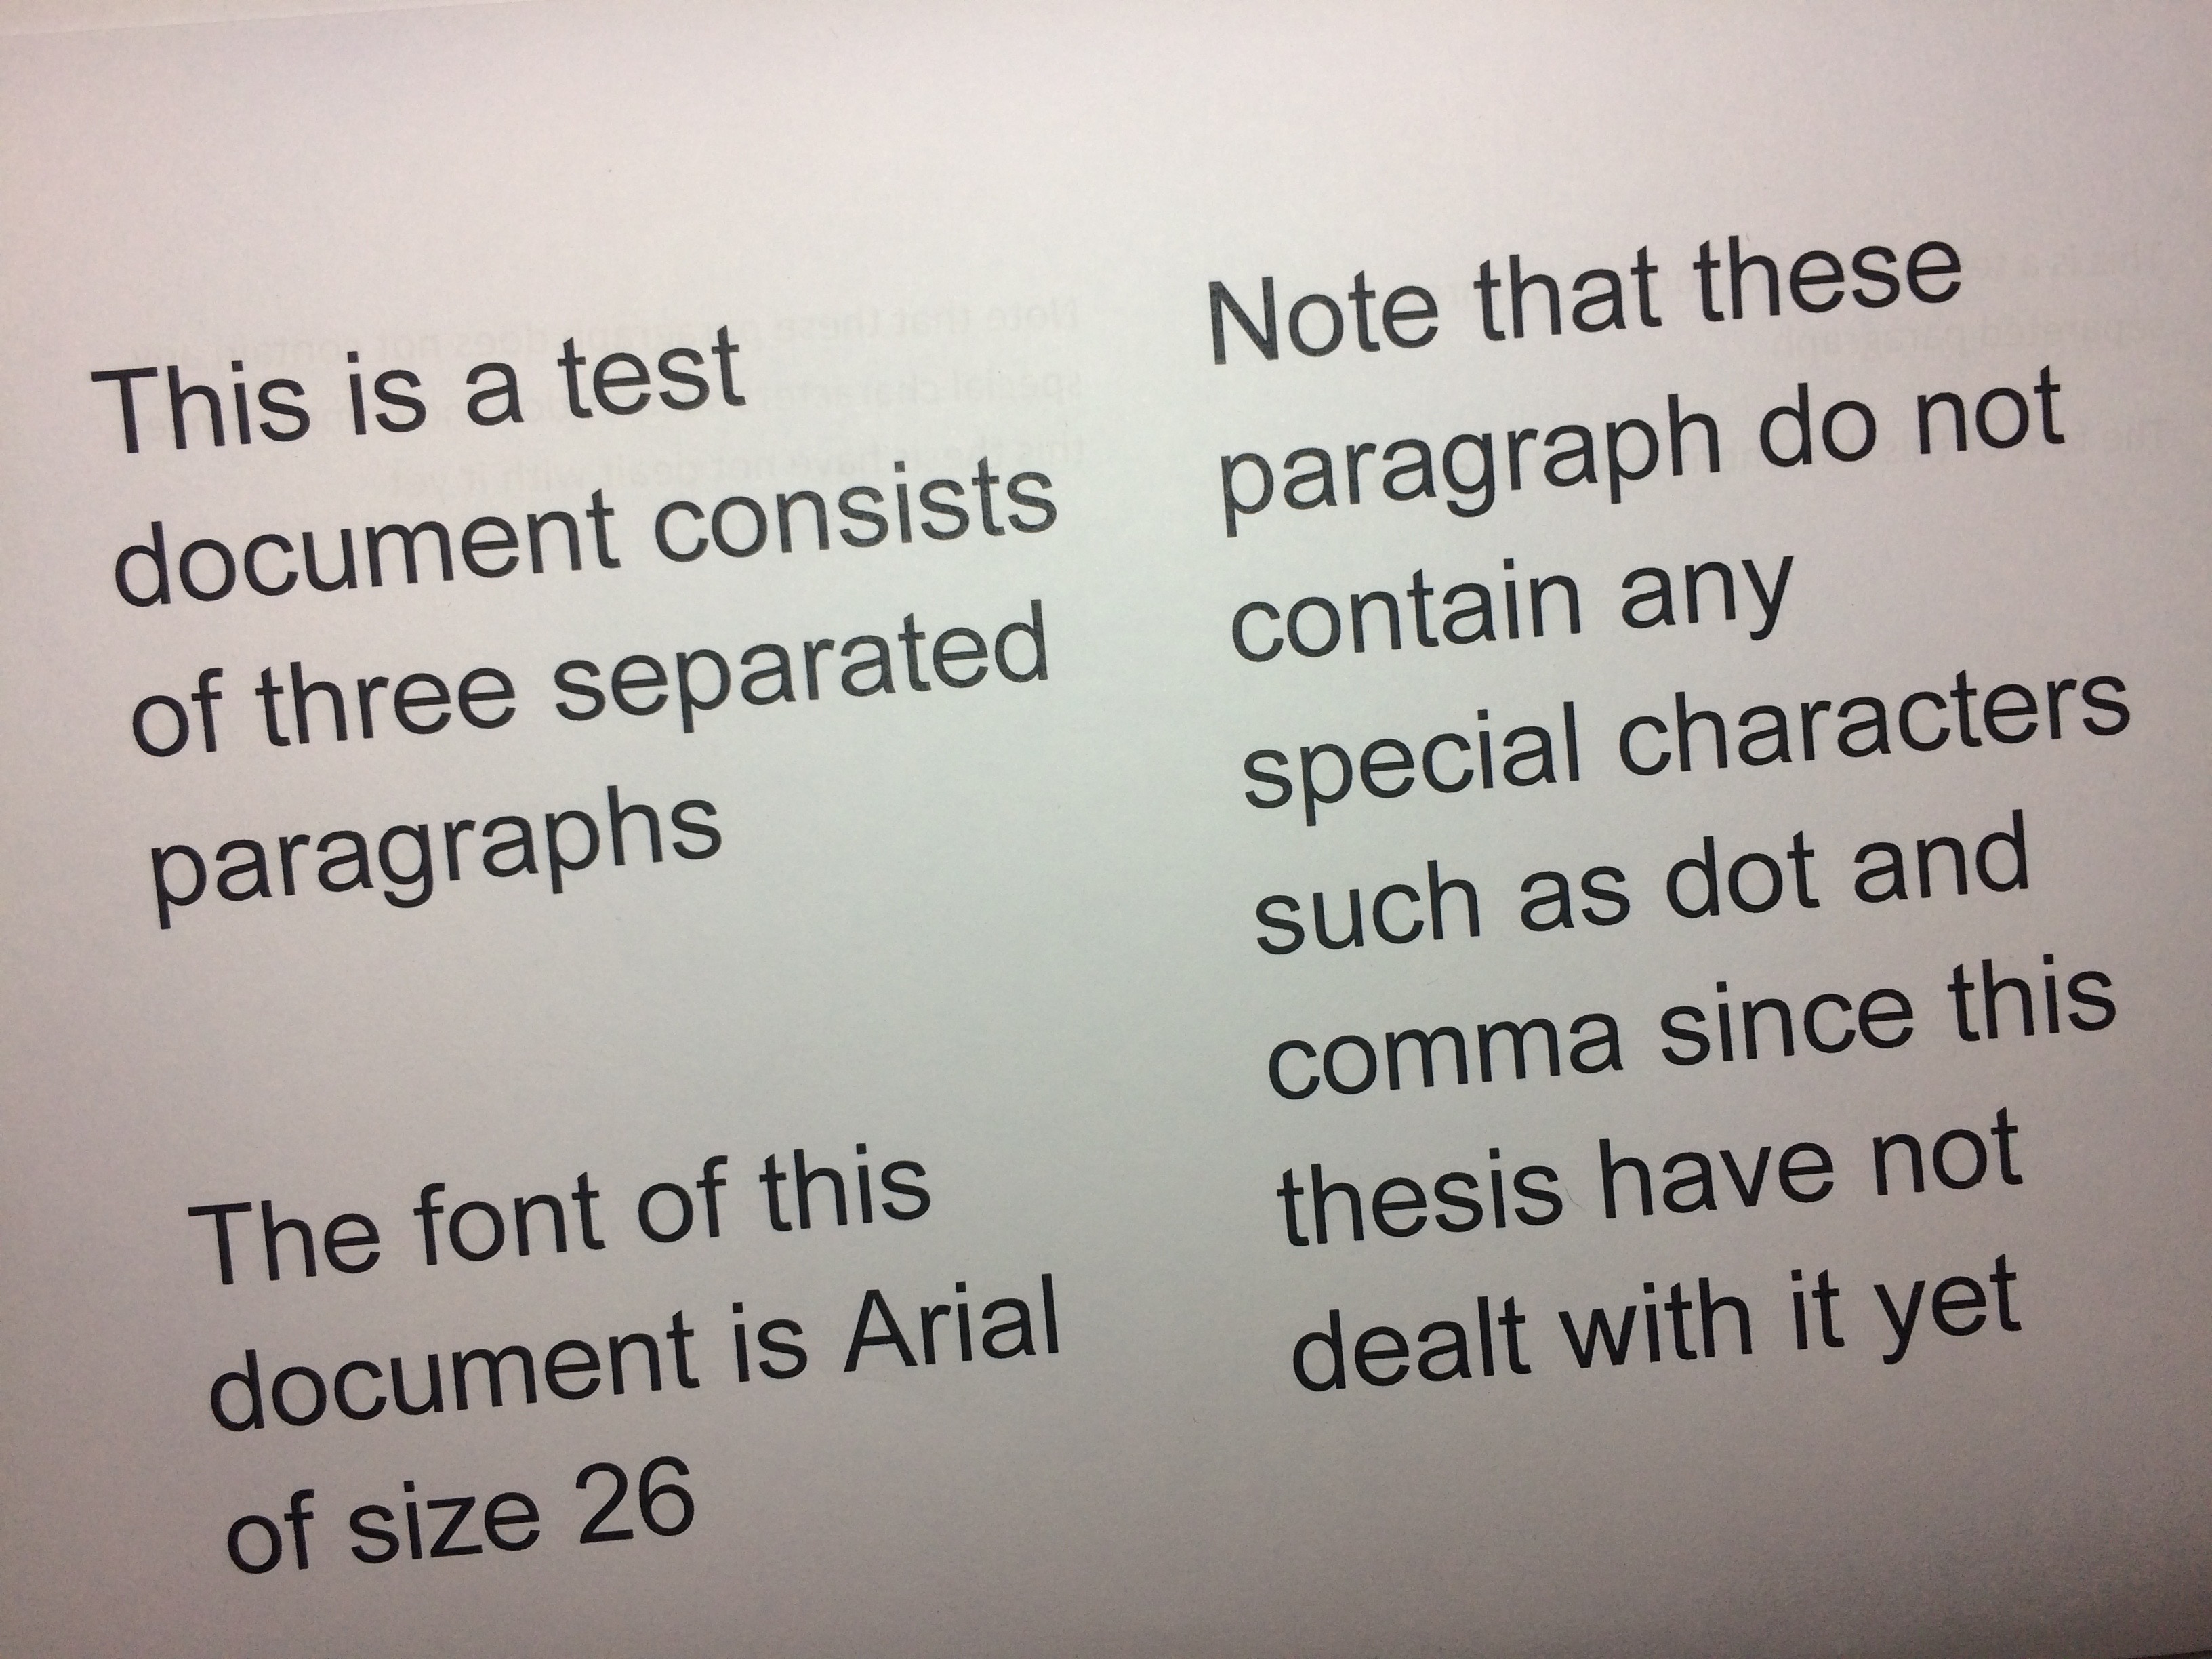 This is a test
document consists
of three separated
paragraphs
The font of this
document is Arial
of size 26
Note that these
paragraph do not
contain any
special characters
such as dot and
comma since this
thesis have not
dealt with it yet